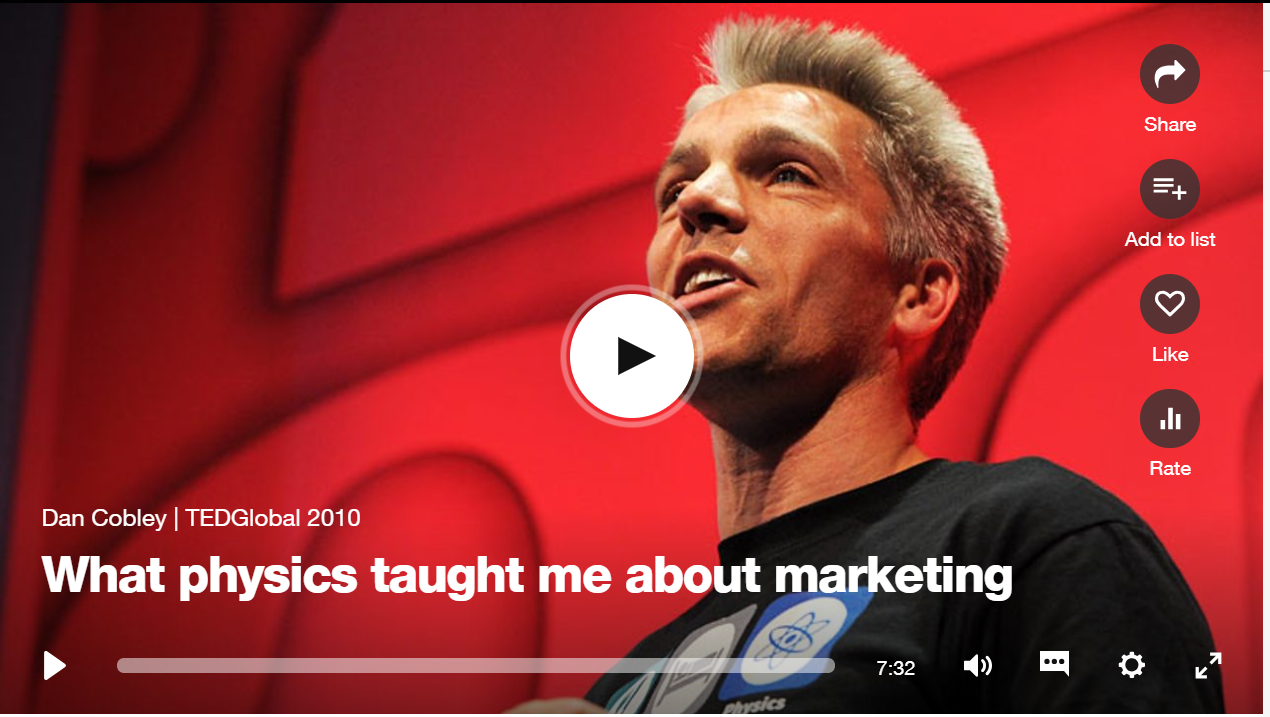 Share
Add to list
Like
Rate
Dan Cobley | TEDGlobal 2010
What physics taught me about marketing
7:32
Physics